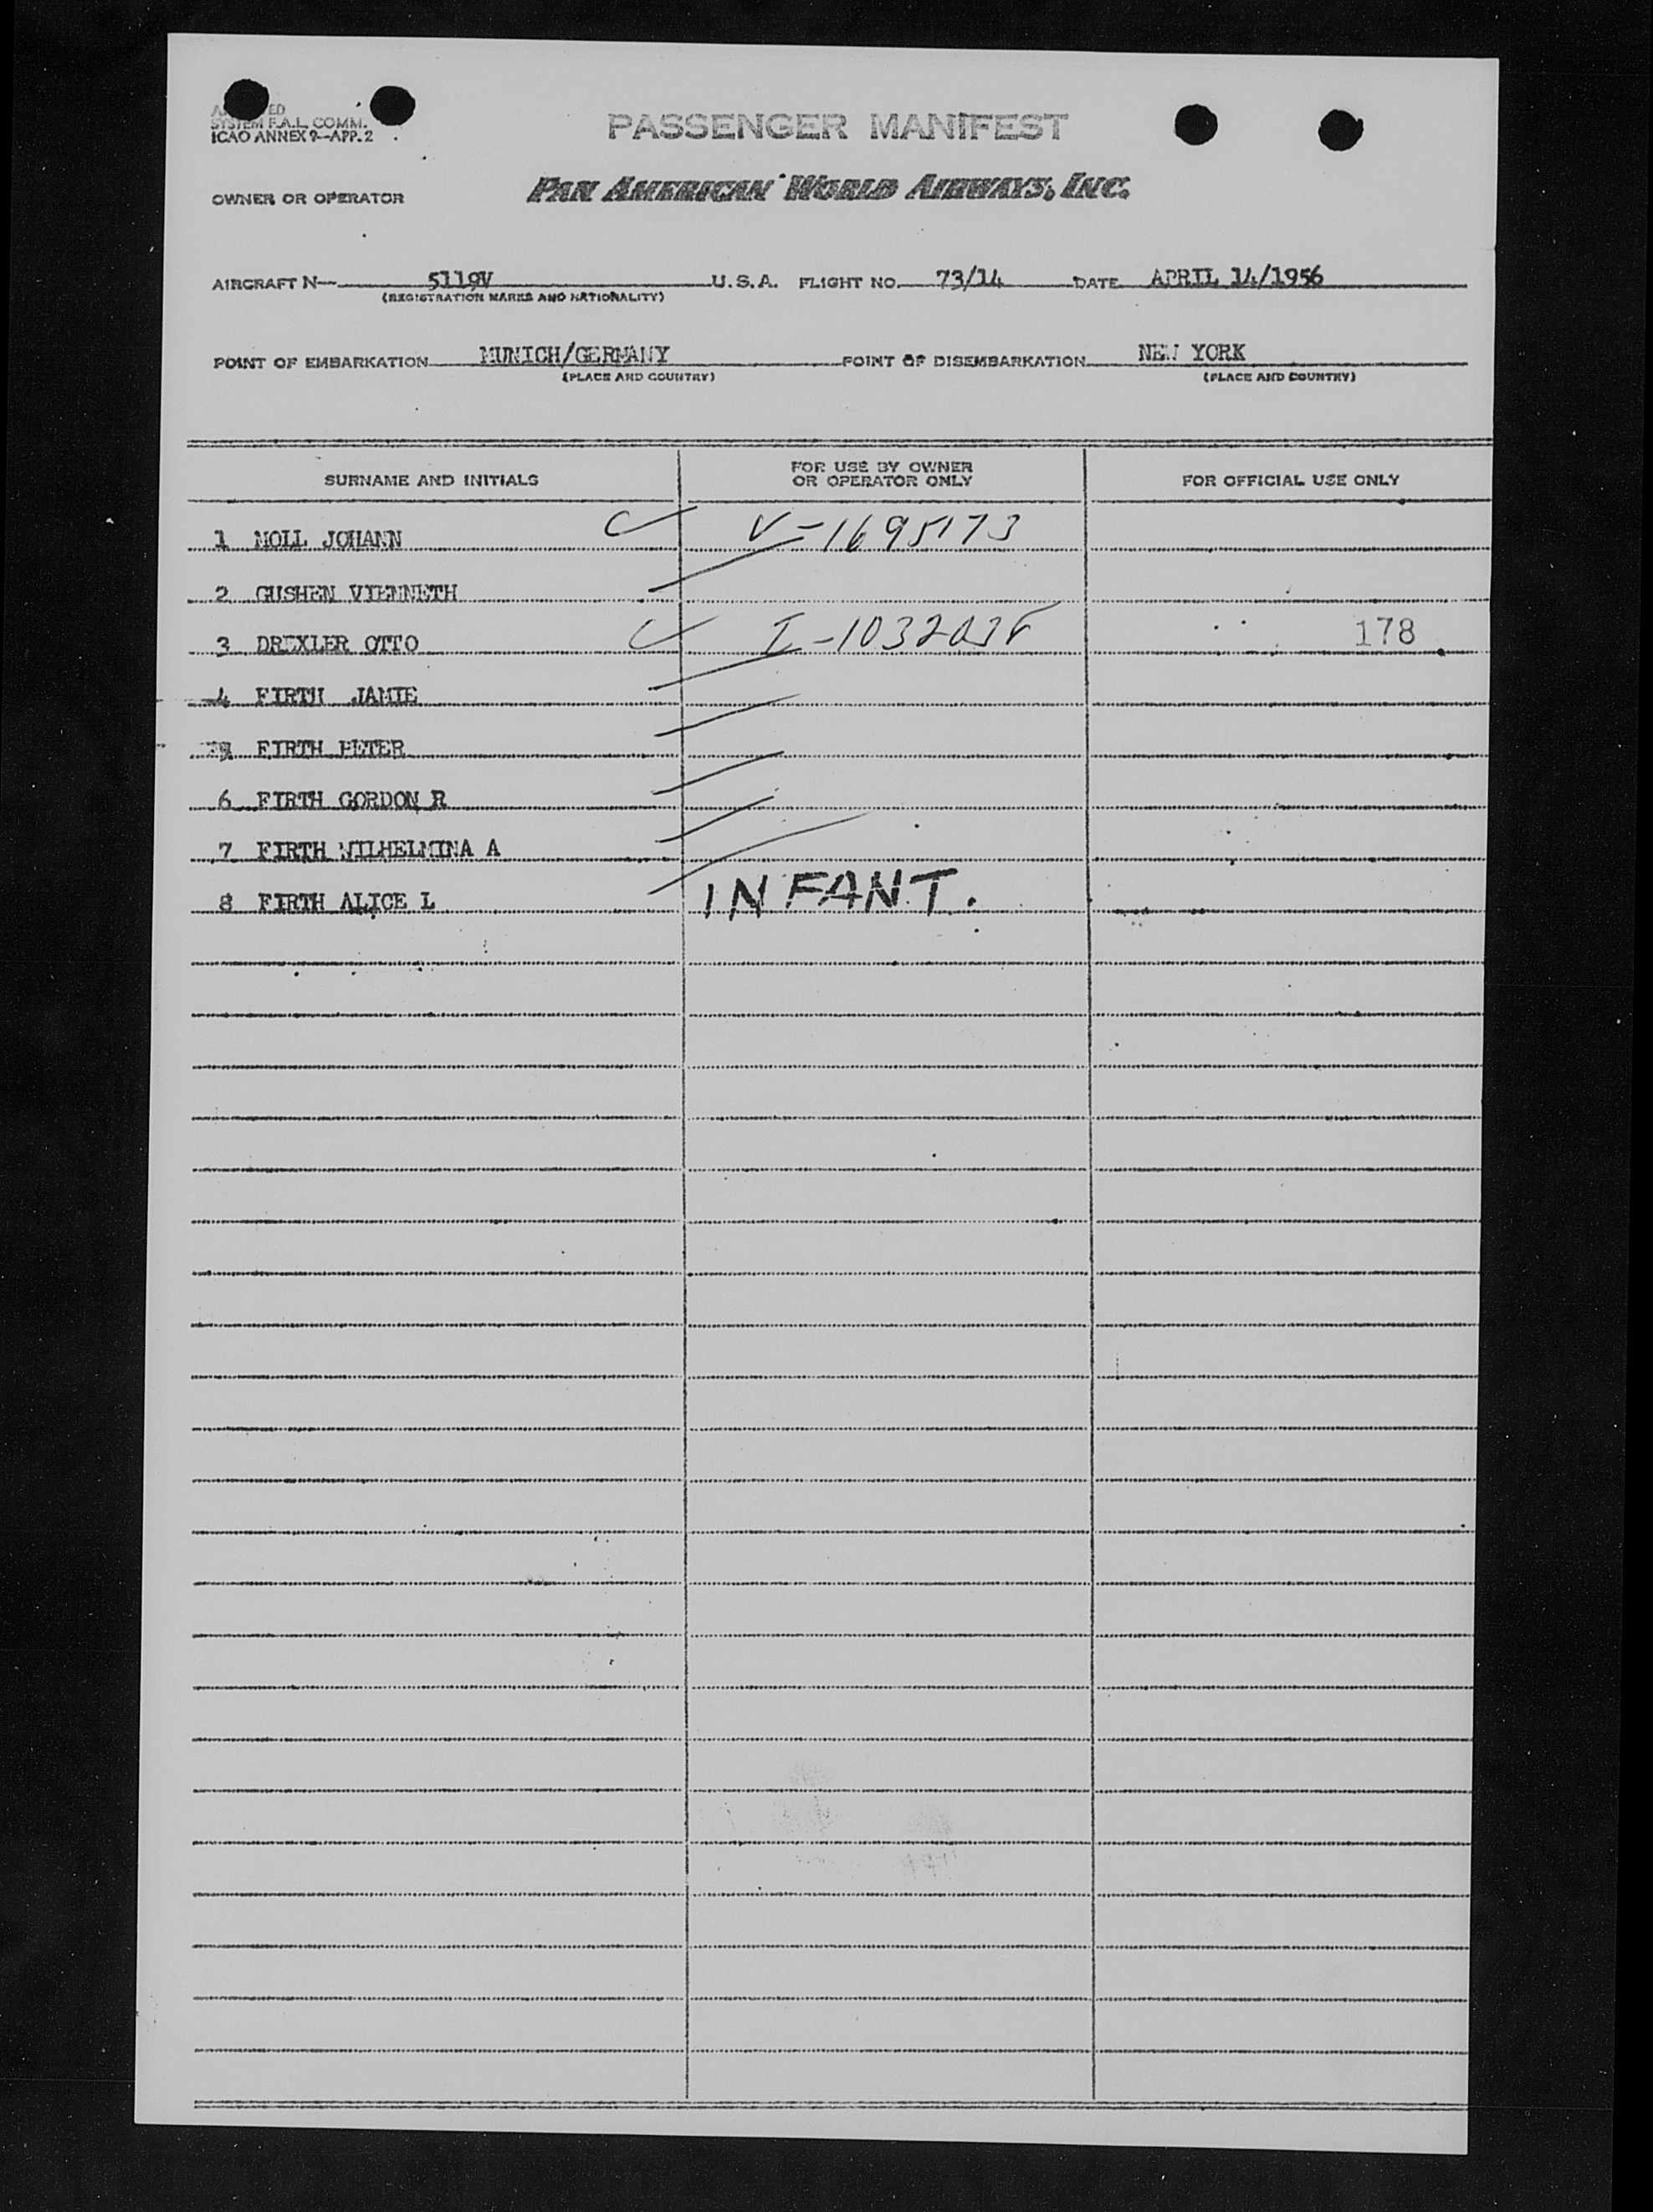 SYSTEM F.A.L. COMM.
ICAO ANNEX 9—APP. 2
PASSENGER MANIFEST
OWNER OR OPERATOR PAN AMERICAN WORLD AIRWAYS, INC.
AIRCRAFT N— 5119V U.S.A. FLIGHT NO. 73/14 DATE APRIL 14/1956
(REGISTRATION MARKS AND NATIONALITY)
POINT OF EMBARKATION MUNICH/GERMANY POINT OF DISEMBARKATION NEW YORK
(PLACE AND COUNTRY) (PLACE AND COUNTRY)
SURNAME AND INITIALS FOR USE BY OWNER OR OPERATOR ONLY FOR OFFICIAL USE ONLY
1 MOLL JOHANN V-1695173
2 GUSHEN VIENNETH
3 DREXLER OTTO 178
4 FIRTH JAMIE
FIRTH PETER
6 FIRTH GORDON R
7 FIRTH WILHELMINA A
8 FIRTH ALICE L INFANT.